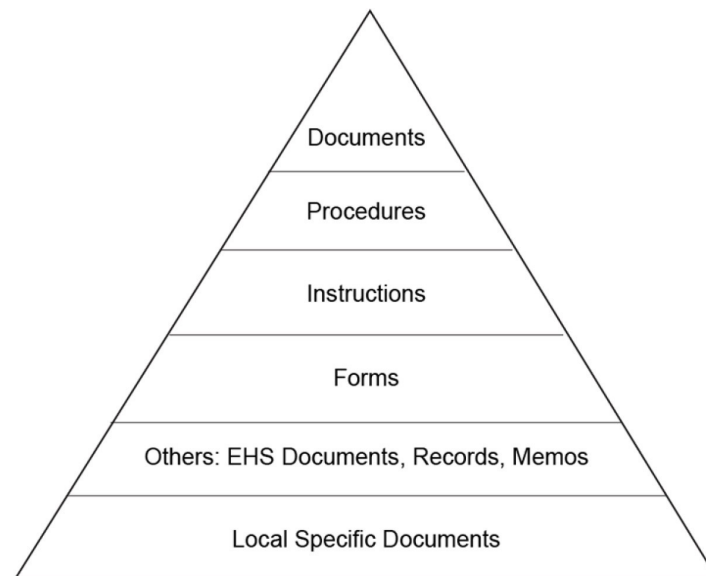 Documents
Procedures
Instructions
Forms
Others: EHS Documents, Records, Memos
Local Specific Documents